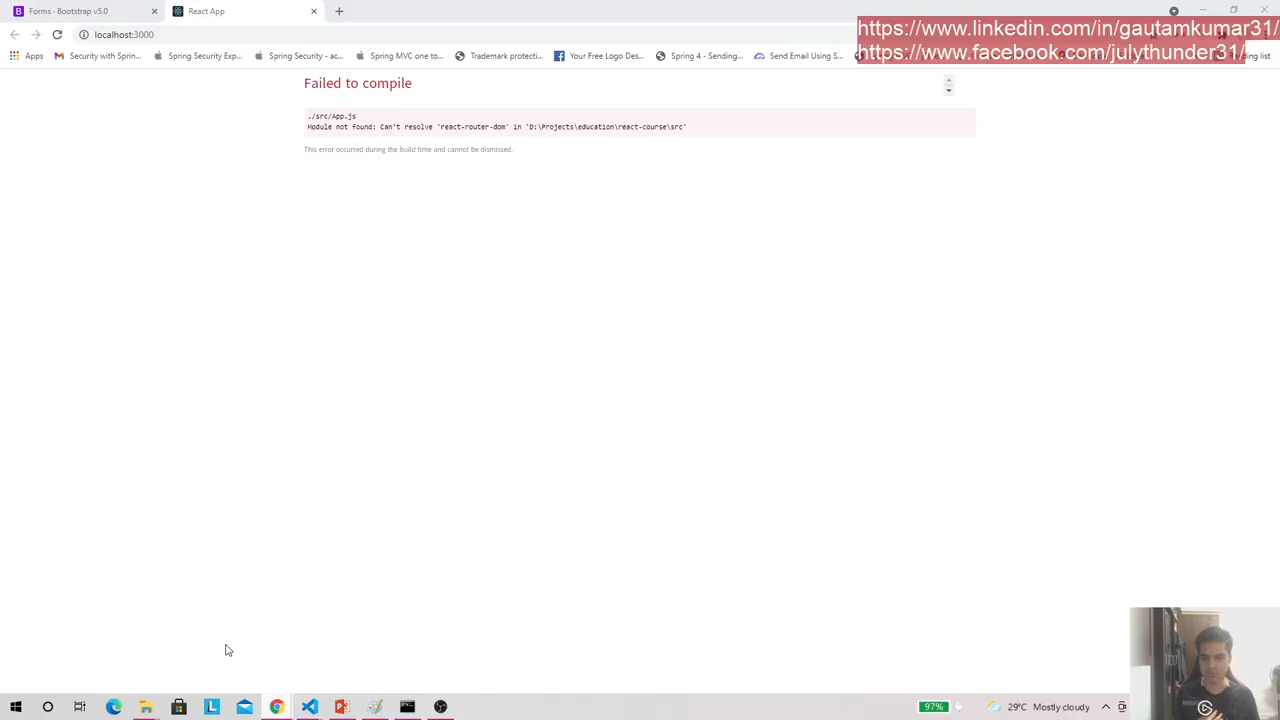 Forms · Bootstrap v5.0
React App
localhost:3000
https://www.linkedin.com/in/gautamkumar31/
https://www.facebook.com/julythunder31/
Apps
Security with Sprin...
Spring Security Exp...
Spring Security - ac...
Spring MVC one to...
Trademark protecti...
Your Free Logo Des...
Spring 4 - Sending...
Send Email Using S...
list
Failed to compile
./src/App.js
Module not found: Can't resolve 'react-router-dom' in 'D:\Projects\education\react-course\src'
This error occurred during the build time and cannot be dismissed.
97%
29°C Mostly cloudy